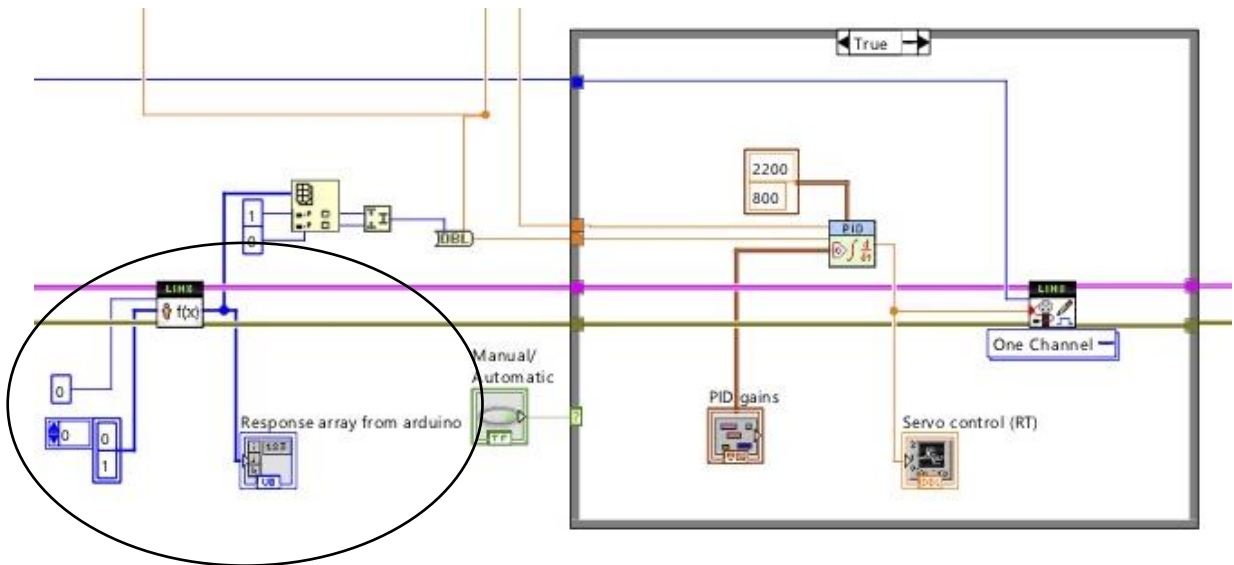 True
2200
800
PID
1
0
DBL
LINX
f(x)
LINX
One Channel
Manual/
Automatic
TF
?
PID gains
0
0
0
1
Response array from arduino
Servo control (RT)
U8
DBL